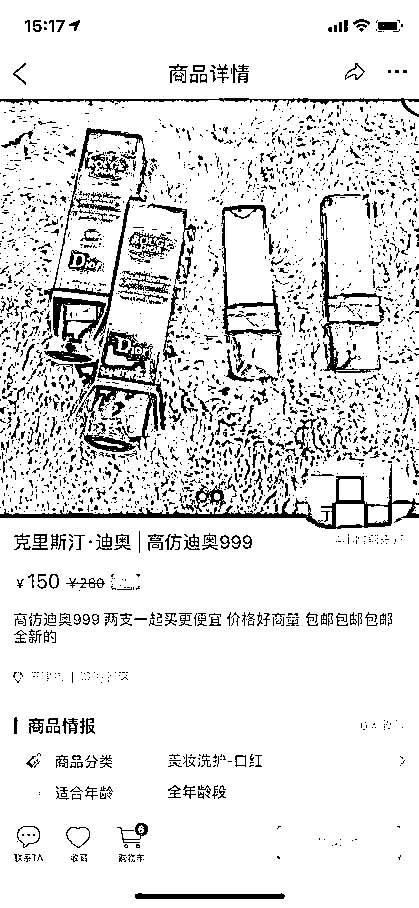 15:17
商品详情
克里斯汀·迪奥 | 高仿迪奥999
¥150 ¥280
高仿迪奥999 两支一起买更便宜 价格好商量 包邮包邮包邮
全新的
商品情报
商品分类 美妆洗护-口红
适合年龄 全年龄段
联系TA 收藏 购物车 6